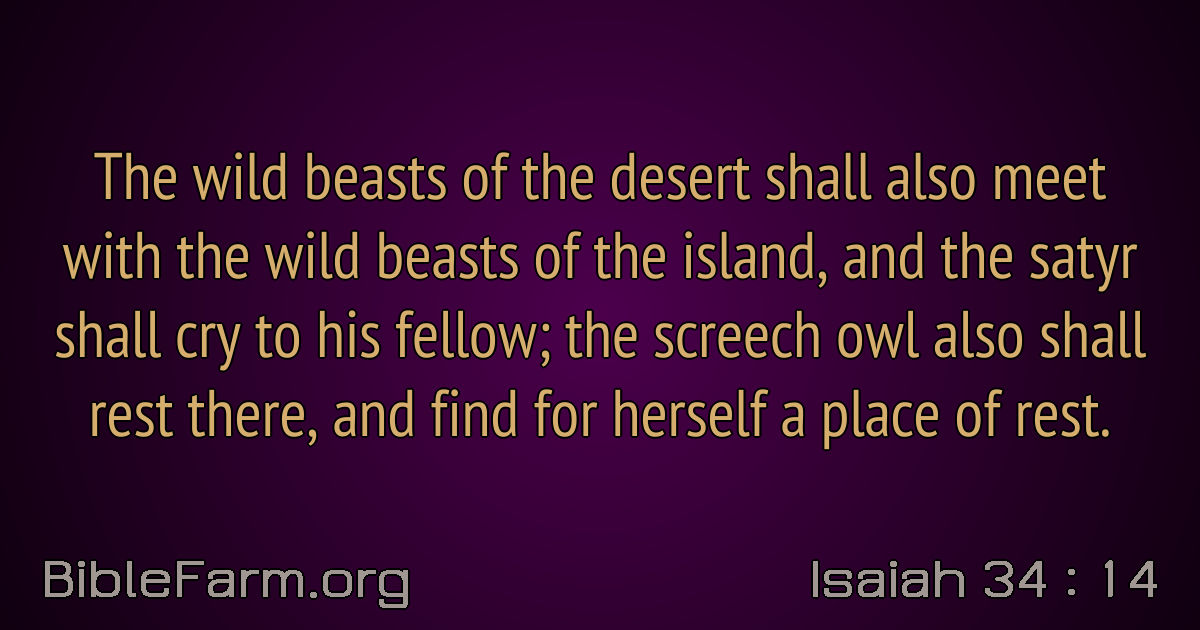 The wild beasts of the desert shall also meet
with the wild beasts of the island, and the satyr
shall cry to his fellow; the screech owl also shall
rest there, and find for herself a place of rest.
BibleFarm.org
Isaiah 34 : 14